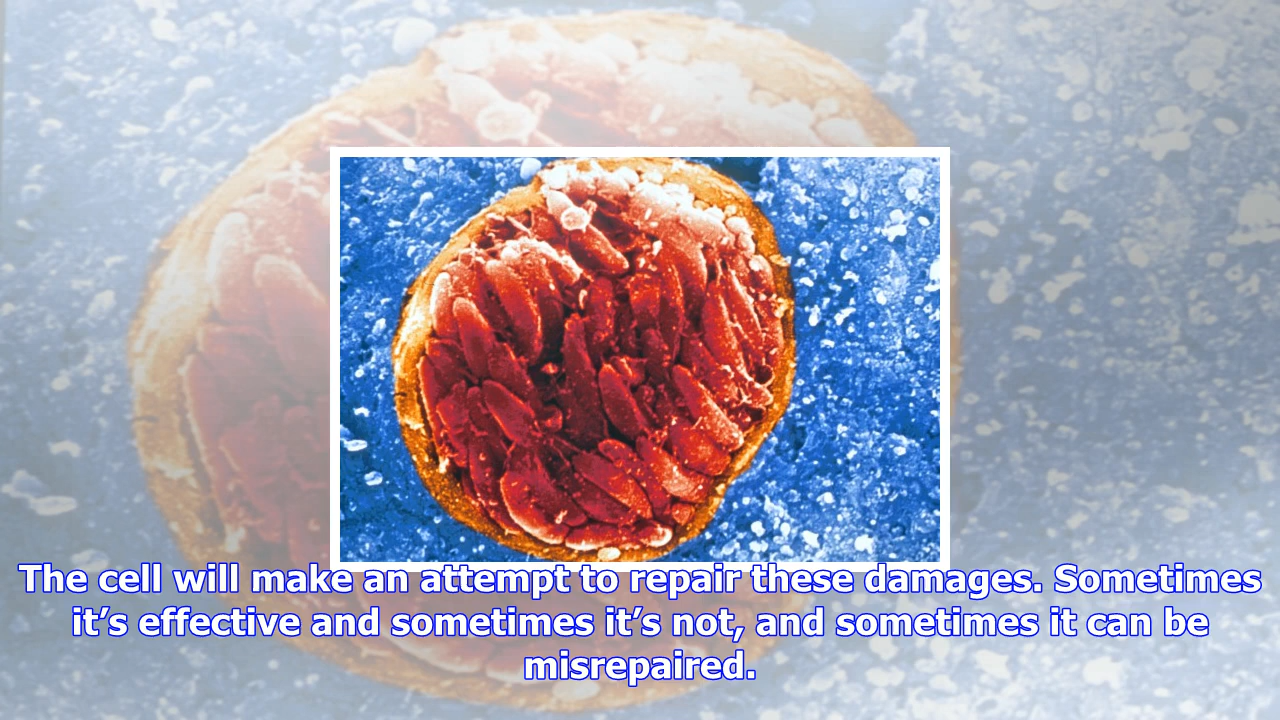 The cell will make an attempt to repair these damages. Sometimes
it’s effective and sometimes it’s not, and sometimes it can be
misrepaired.